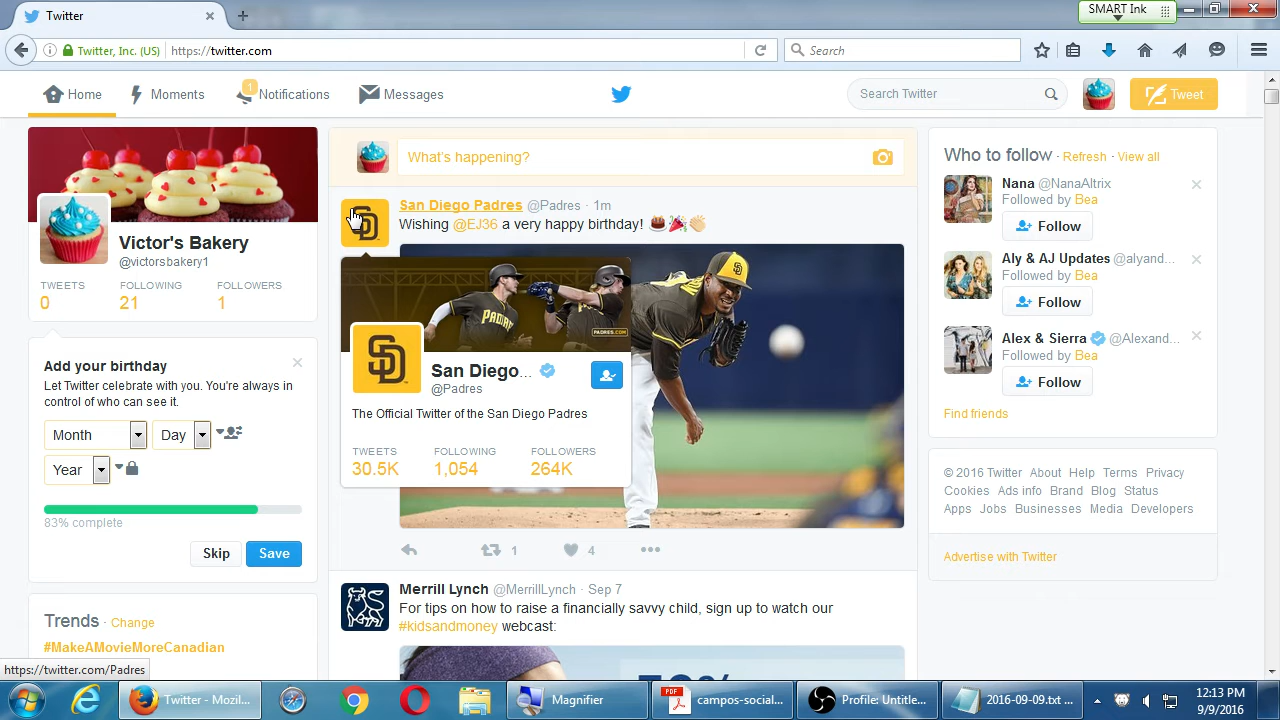 Twitter
SMART Ink
Twitter, Inc. (US)
https://twitter.com
Search
Home
Moments
1
Notifications
Messages
Search Twitter
Tweet
Victor's Bakery
@victorsbakery1
TWEETS FOLLOWING FOLLOWERS
0 21 1
Add your birthday
Let Twitter celebrate with you. You're always in
control of who can see it.
Month
Day
Year
83% complete
Skip
Save
Trends · Change
#MakeAMovieMoreCanadian
https://twitter.com/Padres
What's happening?
San Diego Padres @Padres · 1m
Wishing @EJ36 a very happy birthday!
PADRES.COM
San Diego...
@Padres
The Official Twitter of the San Diego Padres
TWEETS FOLLOWING FOLLOWERS
30.5K 1,054 264K
1
4
Merrill Lynch @MerrillLynch · Sep 7
For tips on how to raise a financially savvy child, sign up to watch our
#kidsandmoney webcast:
Who to follow · Refresh · View all
Nana @NanaAltrix
Followed by Bea
Follow
Aly & AJ Updates @alyand...
Followed by Bea
Follow
Alex & Sierra @Alexand...
Followed by Bea
Follow
Find friends
© 2016 Twitter About Help Terms Privacy
Cookies Ads info Brand Blog Status
Apps Jobs Businesses Media Developers
Advertise with Twitter
Twitter - Mozil...
Magnifier
PDF
campos-social...
Profile: Untitle...
2016-09-09.txt ...
12:13 PM
9/9/2016